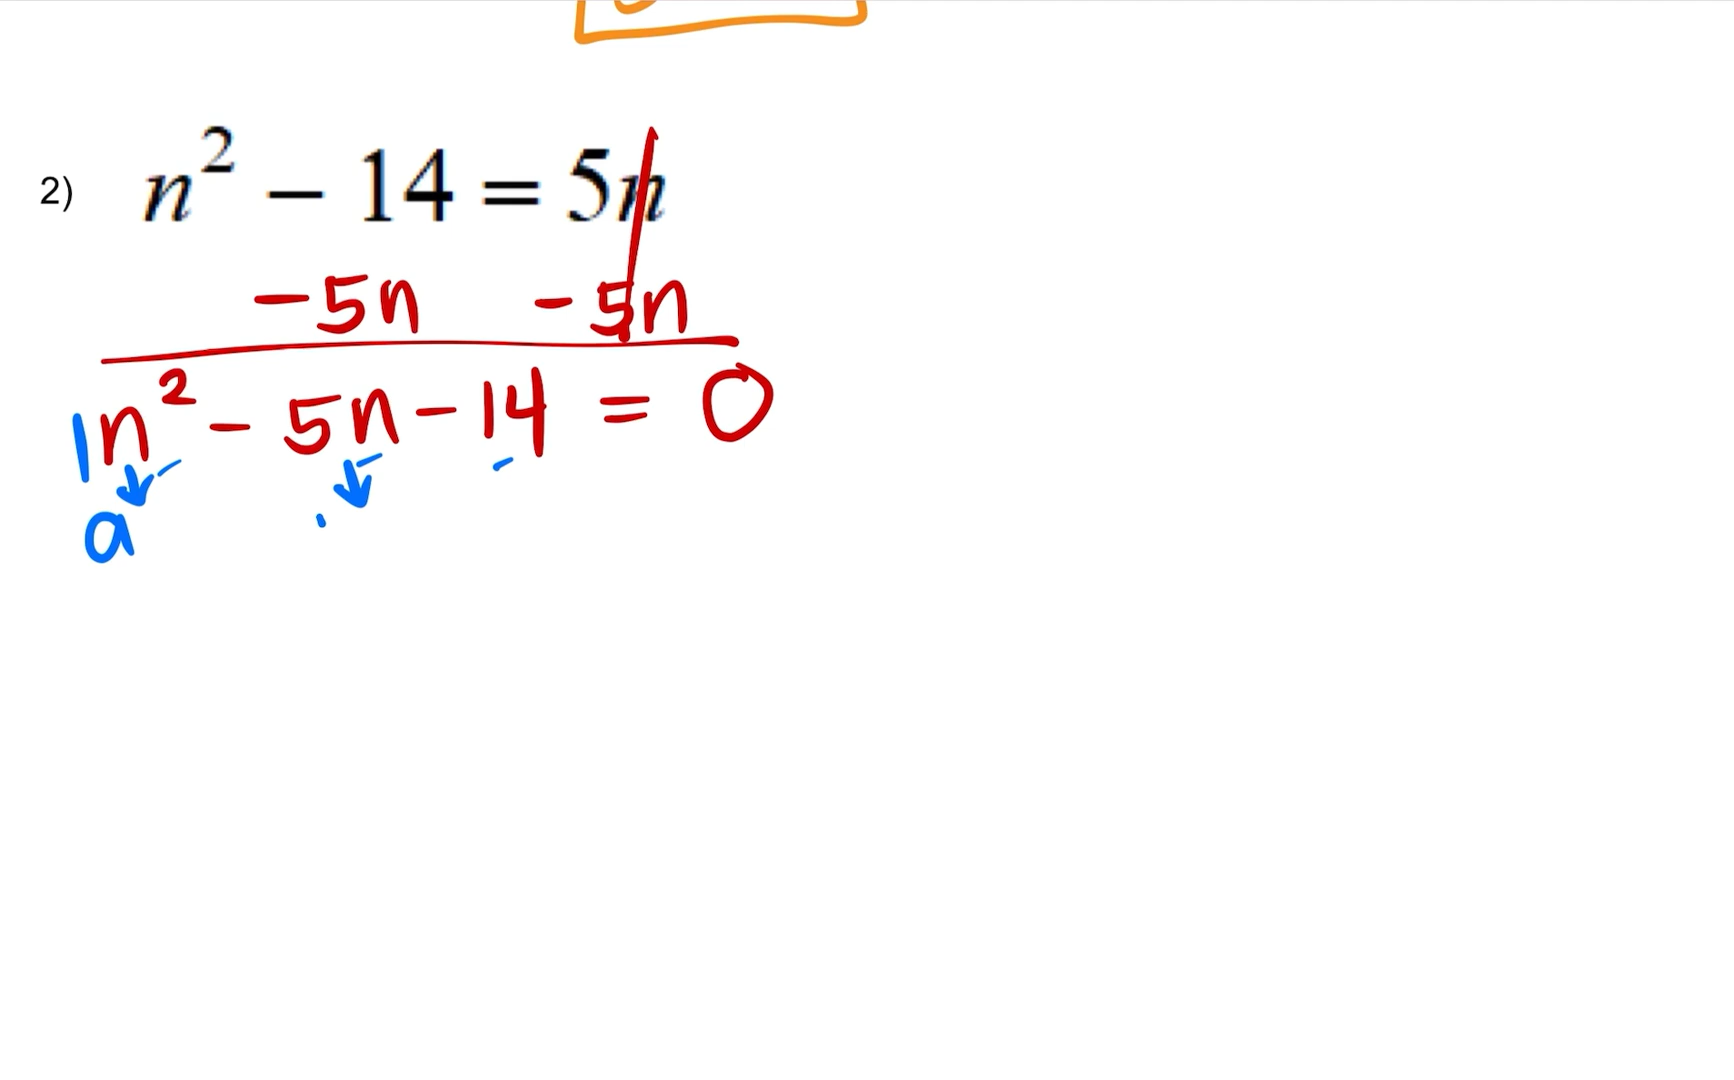 2) n² – 14 = 5n
-5n -5n
1n² - 5n - 14 = 0
a